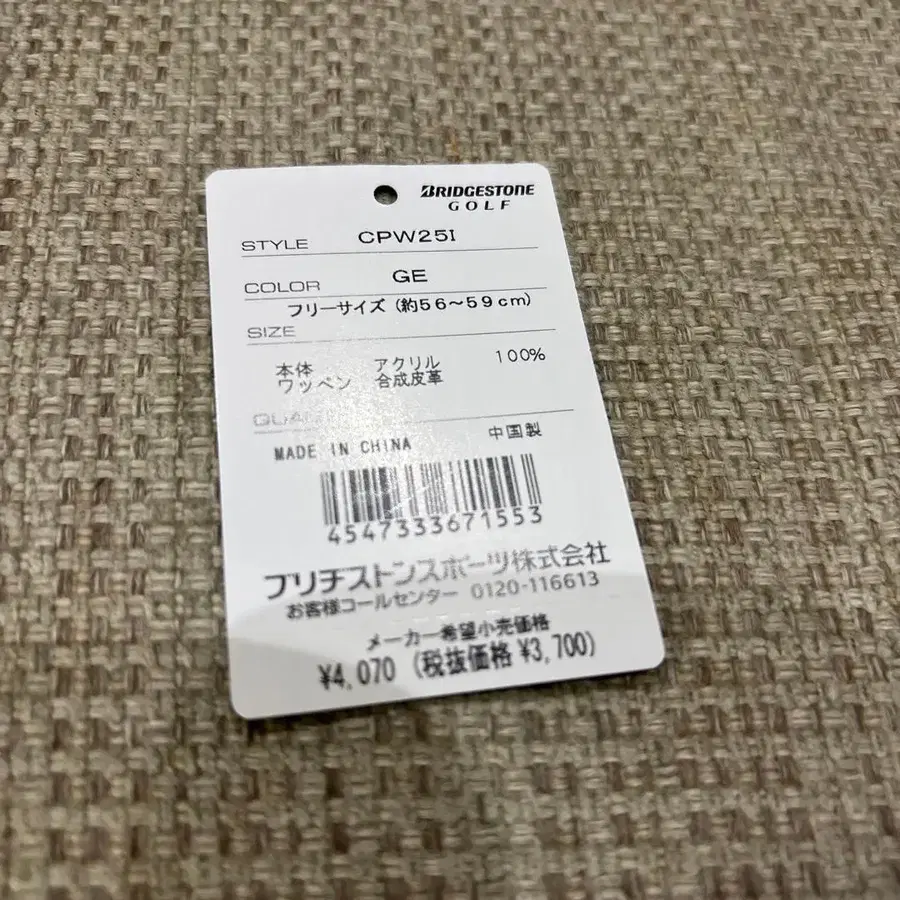 BRIDGESTONE
GOLF
STYLE CPW25I
COLOR GE
フリーサイズ (約56〜59cm)
SIZE
本体 アクリル 100%
ワッペン 合成皮革
MADE IN CHINA 中国製
4547333671553
ブリヂストンスポーツ株式会社
お客様コールセンター 0120-116613
メーカー希望小売価格
¥4,070 (税抜価格 ¥3,700)